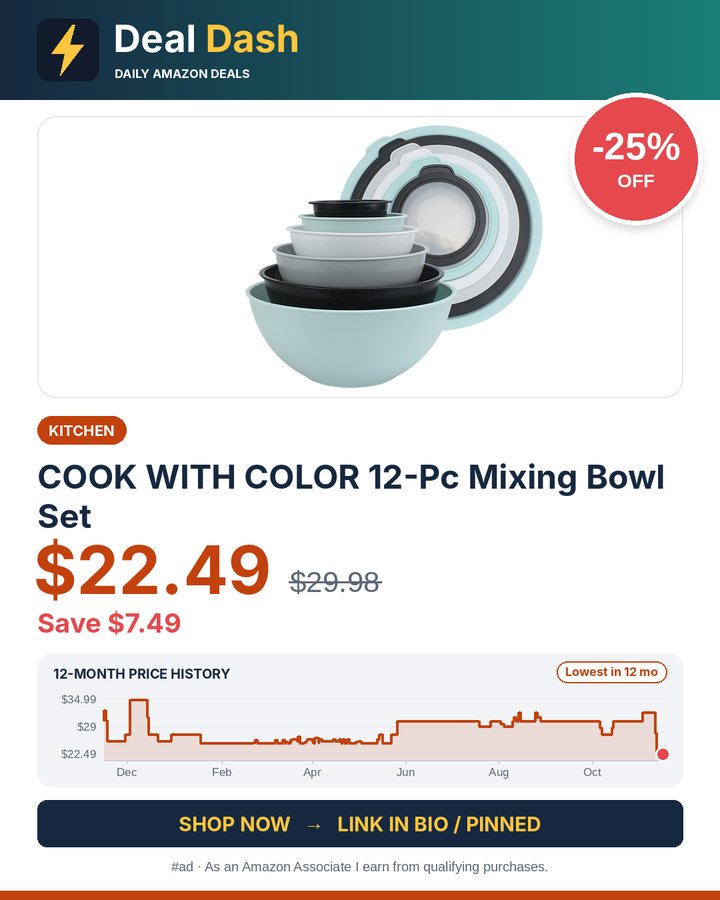 Deal Dash
DAILY AMAZON DEALS
-25%
OFF
KITCHEN
COOK WITH COLOR 12-Pc Mixing Bowl
Set
$22.49 $29.98
Save $7.49
12-MONTH PRICE HISTORY
Lowest in 12 mo
$34.99
$29
$22.49
Dec Feb Apr Jun Aug Oct
SHOP NOW → LINK IN BIO / PINNED
#ad · As an Amazon Associate I earn from qualifying purchases.